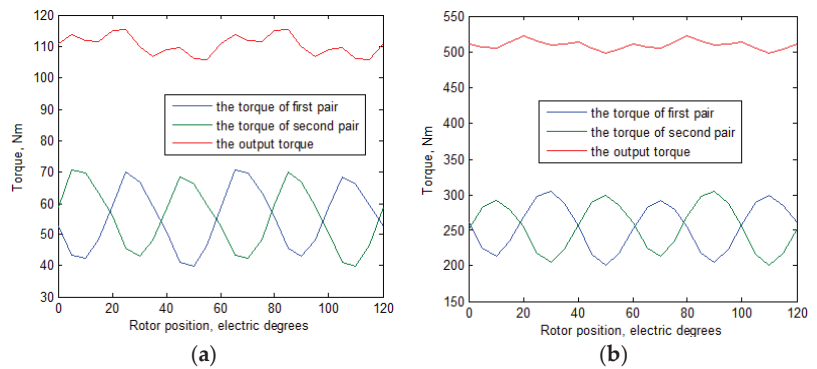 120
110
100
90
80
70
60
50
40
30
Torque, Nm
the torque of first pair
the torque of second pair
the output torque
0 20 40 60 80 100 120
Rotor position, electric degrees
(a)
550
500
450
400
350
300
250
200
150
Torque, Nm
the torque of first pair
the torque of second pair
the output torque
0 20 40 60 80 100 120
Rotor position, electric degrees
(b)